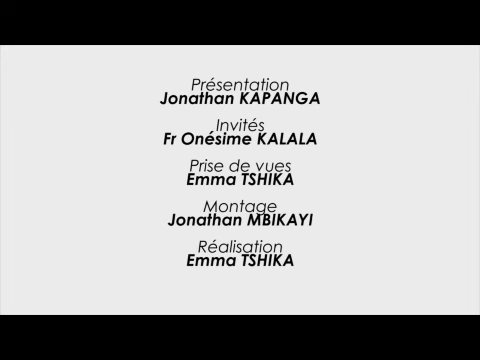 Présentation
Jonathan KAPANGA
Invités
Fr Onésime KALALA
Prise de vues
Emma TSHIKA
Montage
Jonathan MBIKAYI
Réalisation
Emma TSHIKA